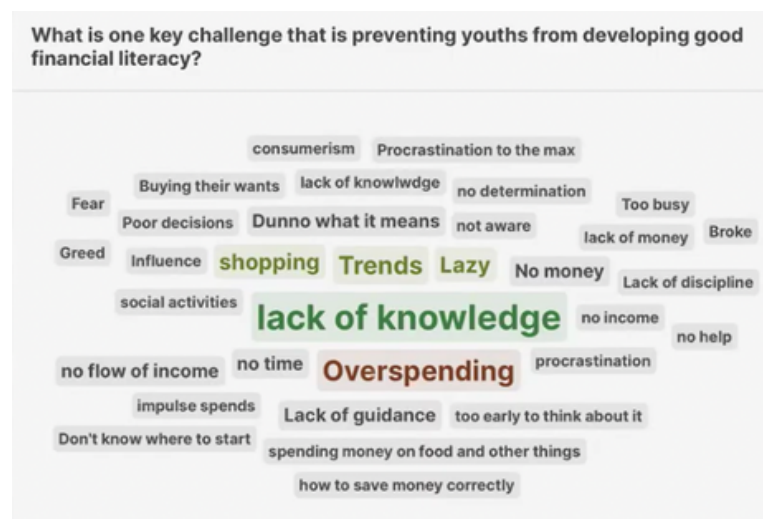 What is one key challenge that is preventing youths from developing good
financial literacy?
consumerism
Procrastination to the max
Buying their wants
lack of knowlwdge
no determination
Fear
Too busy
Poor decisions
Dunno what it means
not aware
lack of money
Broke
Greed
Influence
shopping
Trends
Lazy
No money
Lack of discipline
social activities
lack of knowledge
no income
no help
no flow of income
no time
Overspending
procrastination
impulse spends
Lack of guidance
too early to think about it
Don't know where to start
spending money on food and other things
how to save money correctly